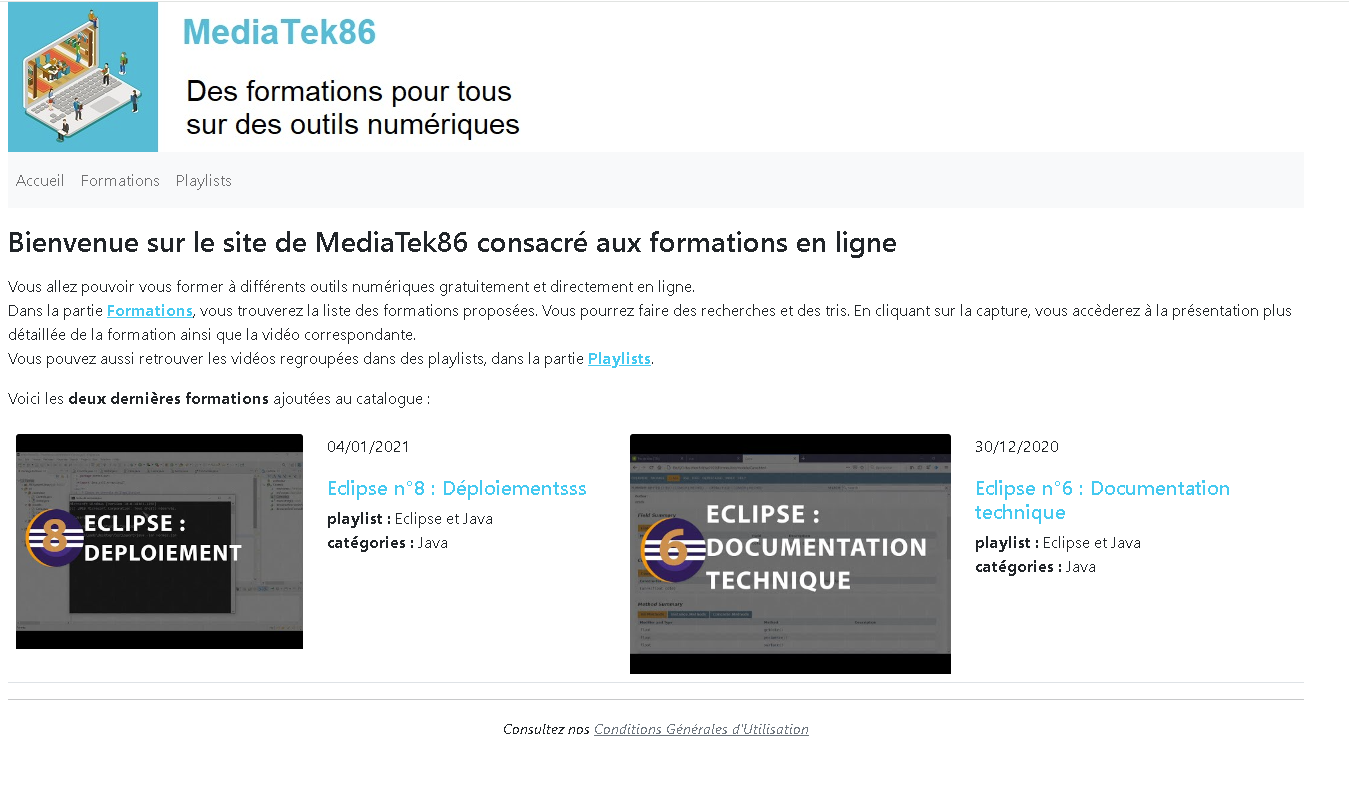 MediaTek86
Des formations pour tous
sur des outils numériques
Accueil Formations Playlists
Bienvenue sur le site de MediaTek86 consacré aux formations en ligne
Vous allez pouvoir vous former à différents outils numériques gratuitement et directement en ligne.
Dans la partie Formations, vous trouverez la liste des formations proposées. Vous pourrez faire des recherches et des tris. En cliquant sur la capture, vous accèderez à la présentation plus
détaillée de la formation ainsi que la vidéo correspondante.
Vous pouvez aussi retrouver les vidéos regroupées dans des playlists, dans la partie Playlists.
Voici les deux dernières formations ajoutées au catalogue :
8 ECLIPSE :
DEPLOIEMENT
04/01/2021
Eclipse n°8 : Déploiementsss
playlist : Eclipse et Java
catégories : Java
6 ECLIPSE :
DOCUMENTATION
TECHNIQUE
Method Summary
30/12/2020
Eclipse n°6 : Documentation
technique
playlist : Eclipse et Java
catégories : Java
Consultez nos Conditions Générales d'Utilisation